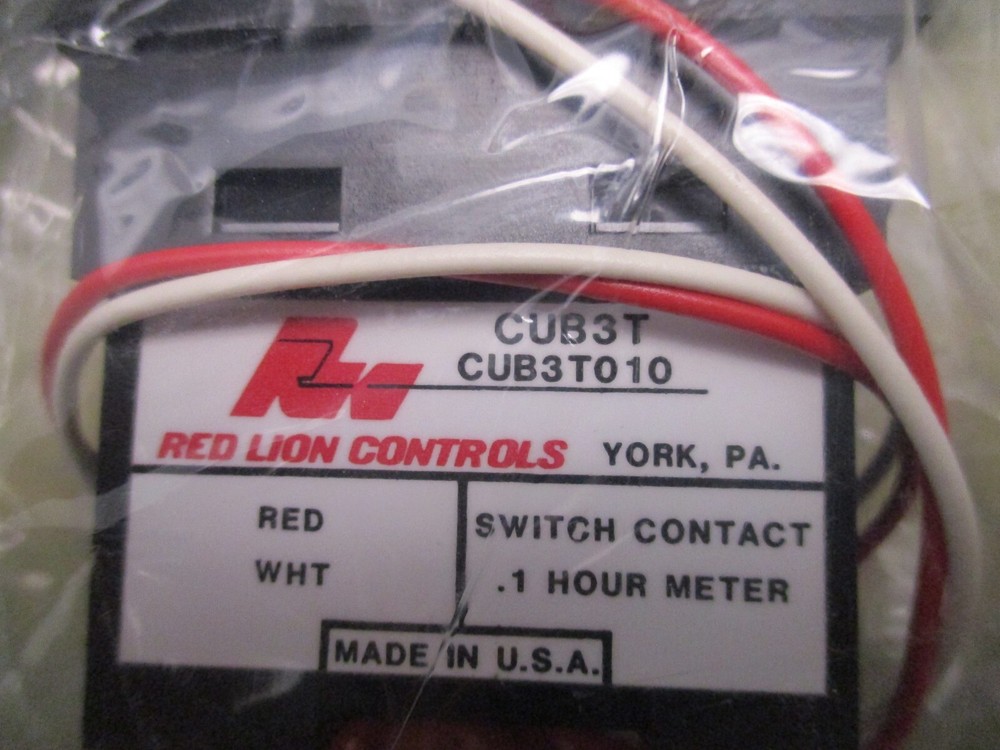 CUB3T
CUB3T010
RED LION CONTROLS YORK, PA.
RED
WHT
SWITCH CONTACT
.1 HOUR METER
MADE IN U.S.A.